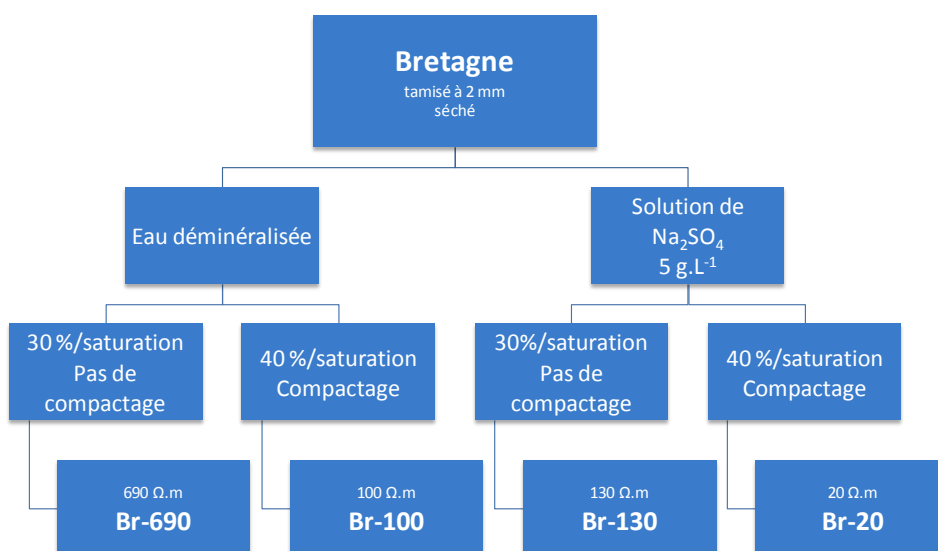 Bretagne
tamisé à 2 mm
séché
Eau déminéralisée
Solution de
Na₂SO₄
5 g.L⁻¹
30 %/saturation
Pas de
compactage
40 %/saturation
Compactage
30%/saturation
Pas de
compactage
40 %/saturation
Compactage
690 Ω.m
Br-690
100 Ω.m
Br-100
130 Ω.m
Br-130
20 Ω.m
Br-20